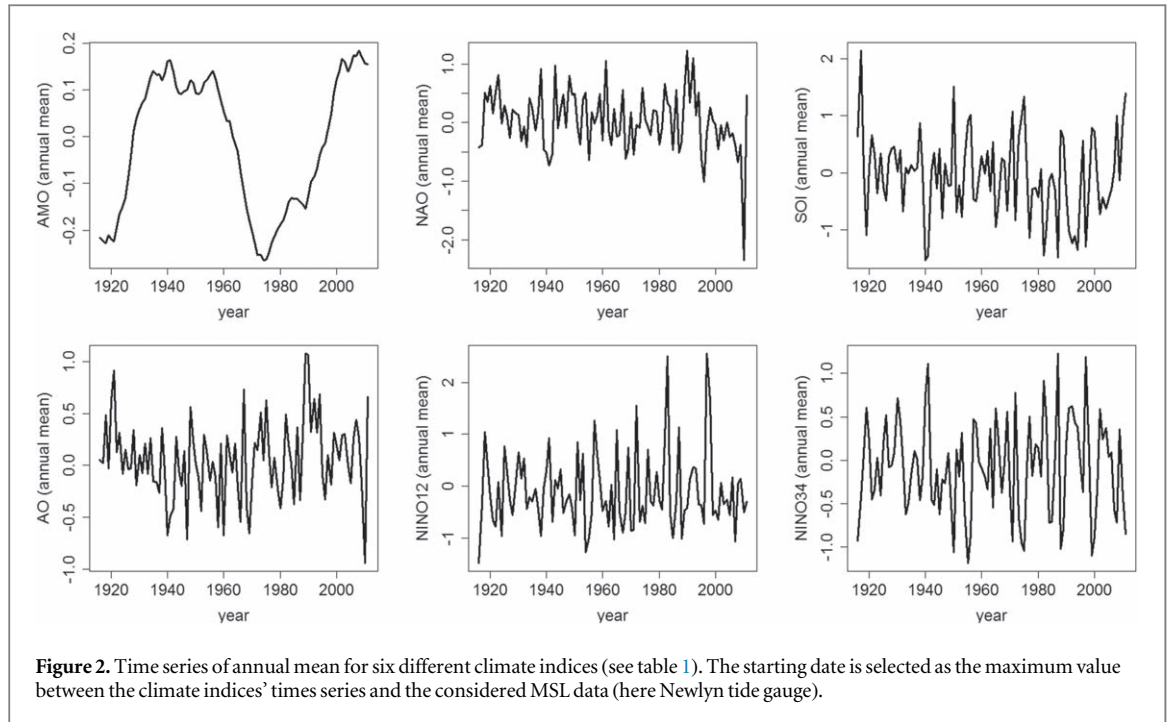 AMO (annual mean)
0.2
0.1
0.0
-0.1
-0.2
1920 1940 1960 1980 2000
year
NAO (annual mean)
1.0
0.0
-1.0
-2.0
1920 1940 1960 1980 2000
year
SOI (annual mean)
2
1
0
-1
1920 1940 1960 1980 2000
year
AO (annual mean)
1.0
0.5
0.0
-0.5
-1.0
1920 1940 1960 1980 2000
year
NINO12 (annual mean)
2
1
0
-1
1920 1940 1960 1980 2000
year
NINO34 (annual mean)
1.0
0.5
0.0
-0.5
-1.0
1920 1940 1960 1980 2000
year
Figure 2. Time series of annual mean for six different climate indices (see table 1). The starting date is selected as the maximum value
between the climate indices' times series and the considered MSL data (here Newlyn tide gauge).